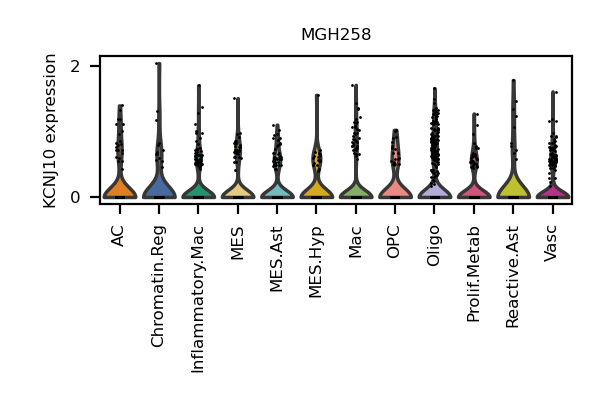 MGH258
KCNJ10 expression
2
0
AC
Chromatin.Reg
Inflammatory.Mac
MES
MES.Ast
MES.Hyp
Mac
OPC
Oligo
Prolif.Metab
Reactive.Ast
Vasc